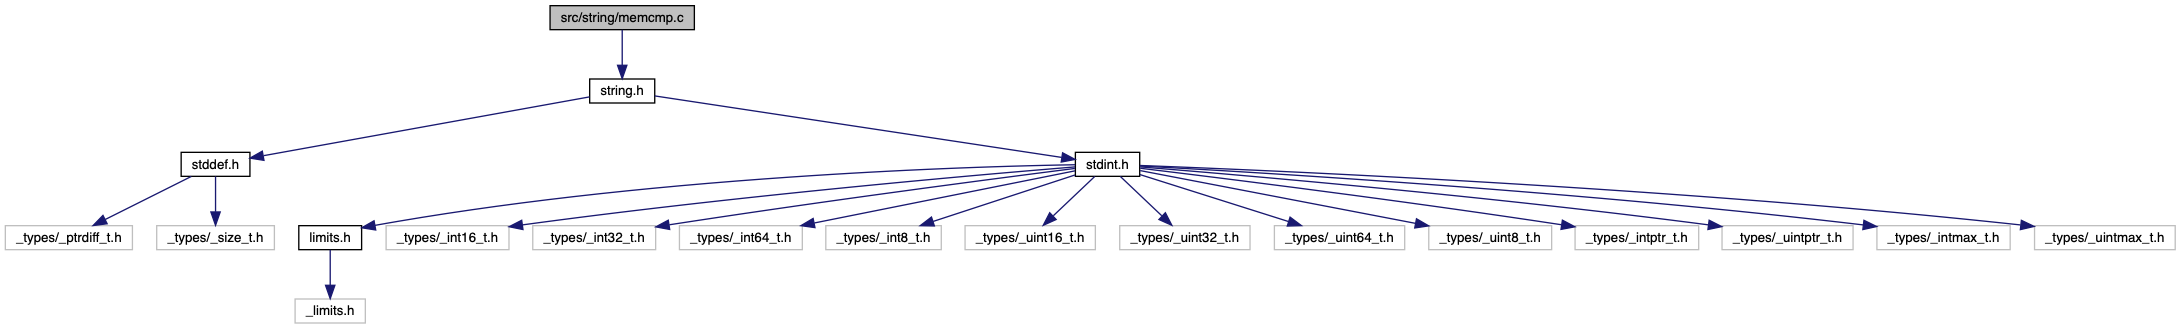 src/string/memcmp.c
string.h
stddef.h
stdint.h
_types/_ptrdiff_t.h
_types/_size_t.h
limits.h
_types/_int16_t.h
_types/_int32_t.h
_types/_int64_t.h
_types/_int8_t.h
_types/_uint16_t.h
_types/_uint32_t.h
_types/_uint64_t.h
_types/_uint8_t.h
_types/_intptr_t.h
_types/_uintptr_t.h
_types/_intmax_t.h
_types/_uintmax_t.h
_limits.h